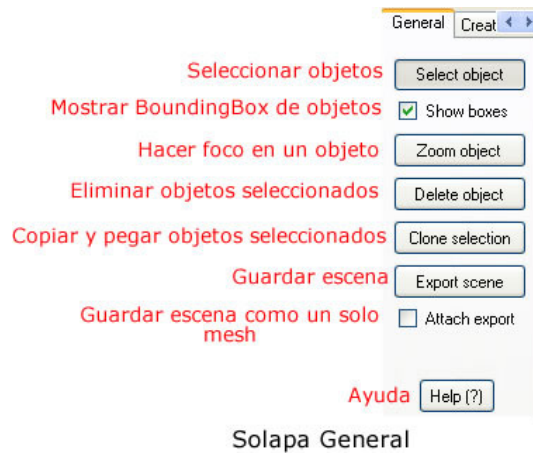 General Creat
Seleccionar objetos Select object
Mostrar BoundingBox de objetos Show boxes
Hacer foco en un objeto Zoom object
Eliminar objetos seleccionados Delete object
Copiar y pegar objetos seleccionados Clone selection
Guardar escena Export scene
Guardar escena como un solo Attach export
mesh
Ayuda Help (?)
Solapa General